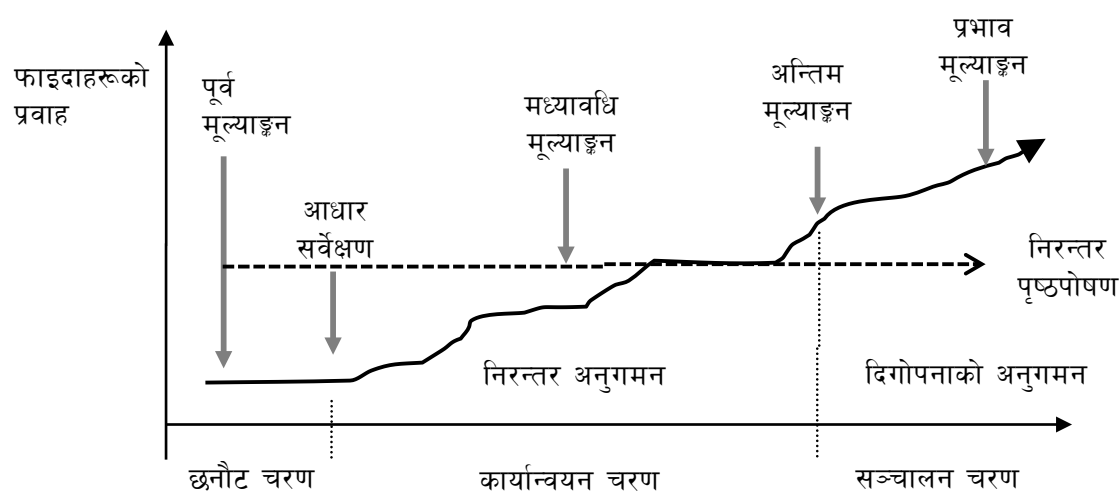 प्रभाव
मूल्याङ्कन
फाइदाहरूको
प्रवाह
पूर्व
मूल्याङ्कन
मध्यावधि
मूल्याङ्कन
अन्तिम
मूल्याङ्कन
आधार
सर्वेक्षण
निरन्तर
पृष्ठपोषण
निरन्तर अनुगमन
दिगोपनाको अनुगमन
छनौट चरण
कार्यान्वयन चरण
सञ्चालन चरण